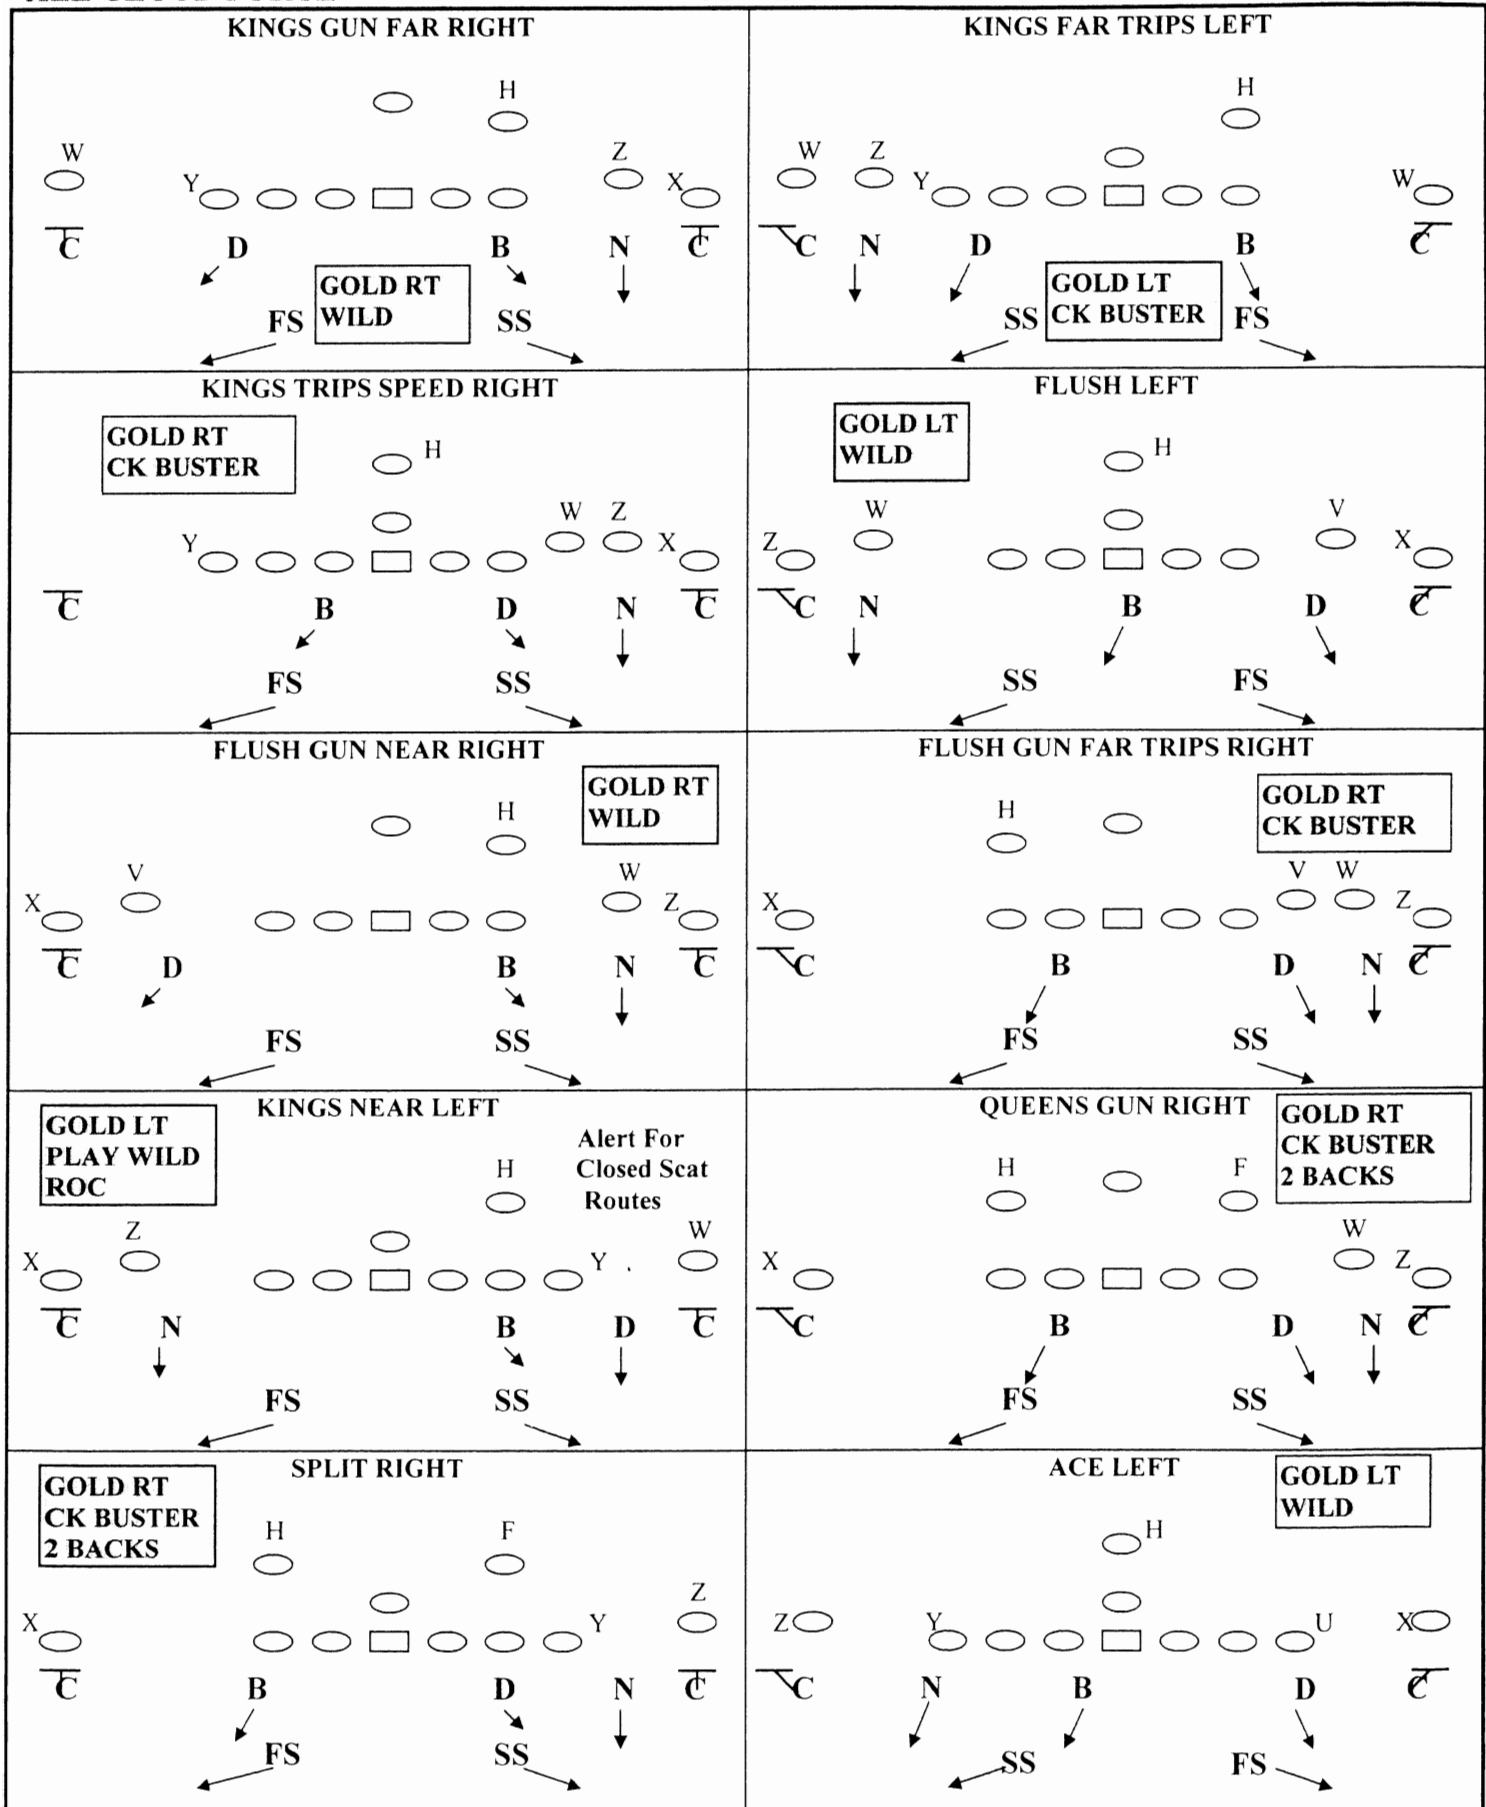 KINGS GUN FAR RIGHT
H
W
Z
Y
X
C
D
B
N
C
GOLD RT
WILD
FS
SS
KINGS FAR TRIPS LEFT
H
W
Z
Y
W
C
N
D
B
C
GOLD LT
CK BUSTER
SS
FS
KINGS TRIPS SPEED RIGHT
GOLD RT
CK BUSTER
H
W
Z
Y
X
C
B
D
N
C
FS
SS
FLUSH LEFT
GOLD LT
WILD
H
W
V
Z
X
C
N
B
D
C
SS
FS
FLUSH GUN NEAR RIGHT
GOLD RT
WILD
H
V
W
X
Z
C
D
B
N
C
FS
SS
FLUSH GUN FAR TRIPS RIGHT
GOLD RT
CK BUSTER
H
V
W
X
Z
C
B
D
N
C
FS
SS
KINGS NEAR LEFT
GOLD LT
PLAY WILD
ROC
Alert For
Closed Scat
Routes
H
Z
W
X
Y
C
N
B
D
C
FS
SS
QUEENS GUN RIGHT
GOLD RT
CK BUSTER
2 BACKS
H
F
W
X
Z
C
B
D
N
C
FS
SS
SPLIT RIGHT
GOLD RT
CK BUSTER
2 BACKS
H
F
Z
X
Y
C
B
D
N
C
FS
SS
ACE LEFT
GOLD LT
WILD
H
Z
Y
U
X
C
N
B
D
C
SS
FS